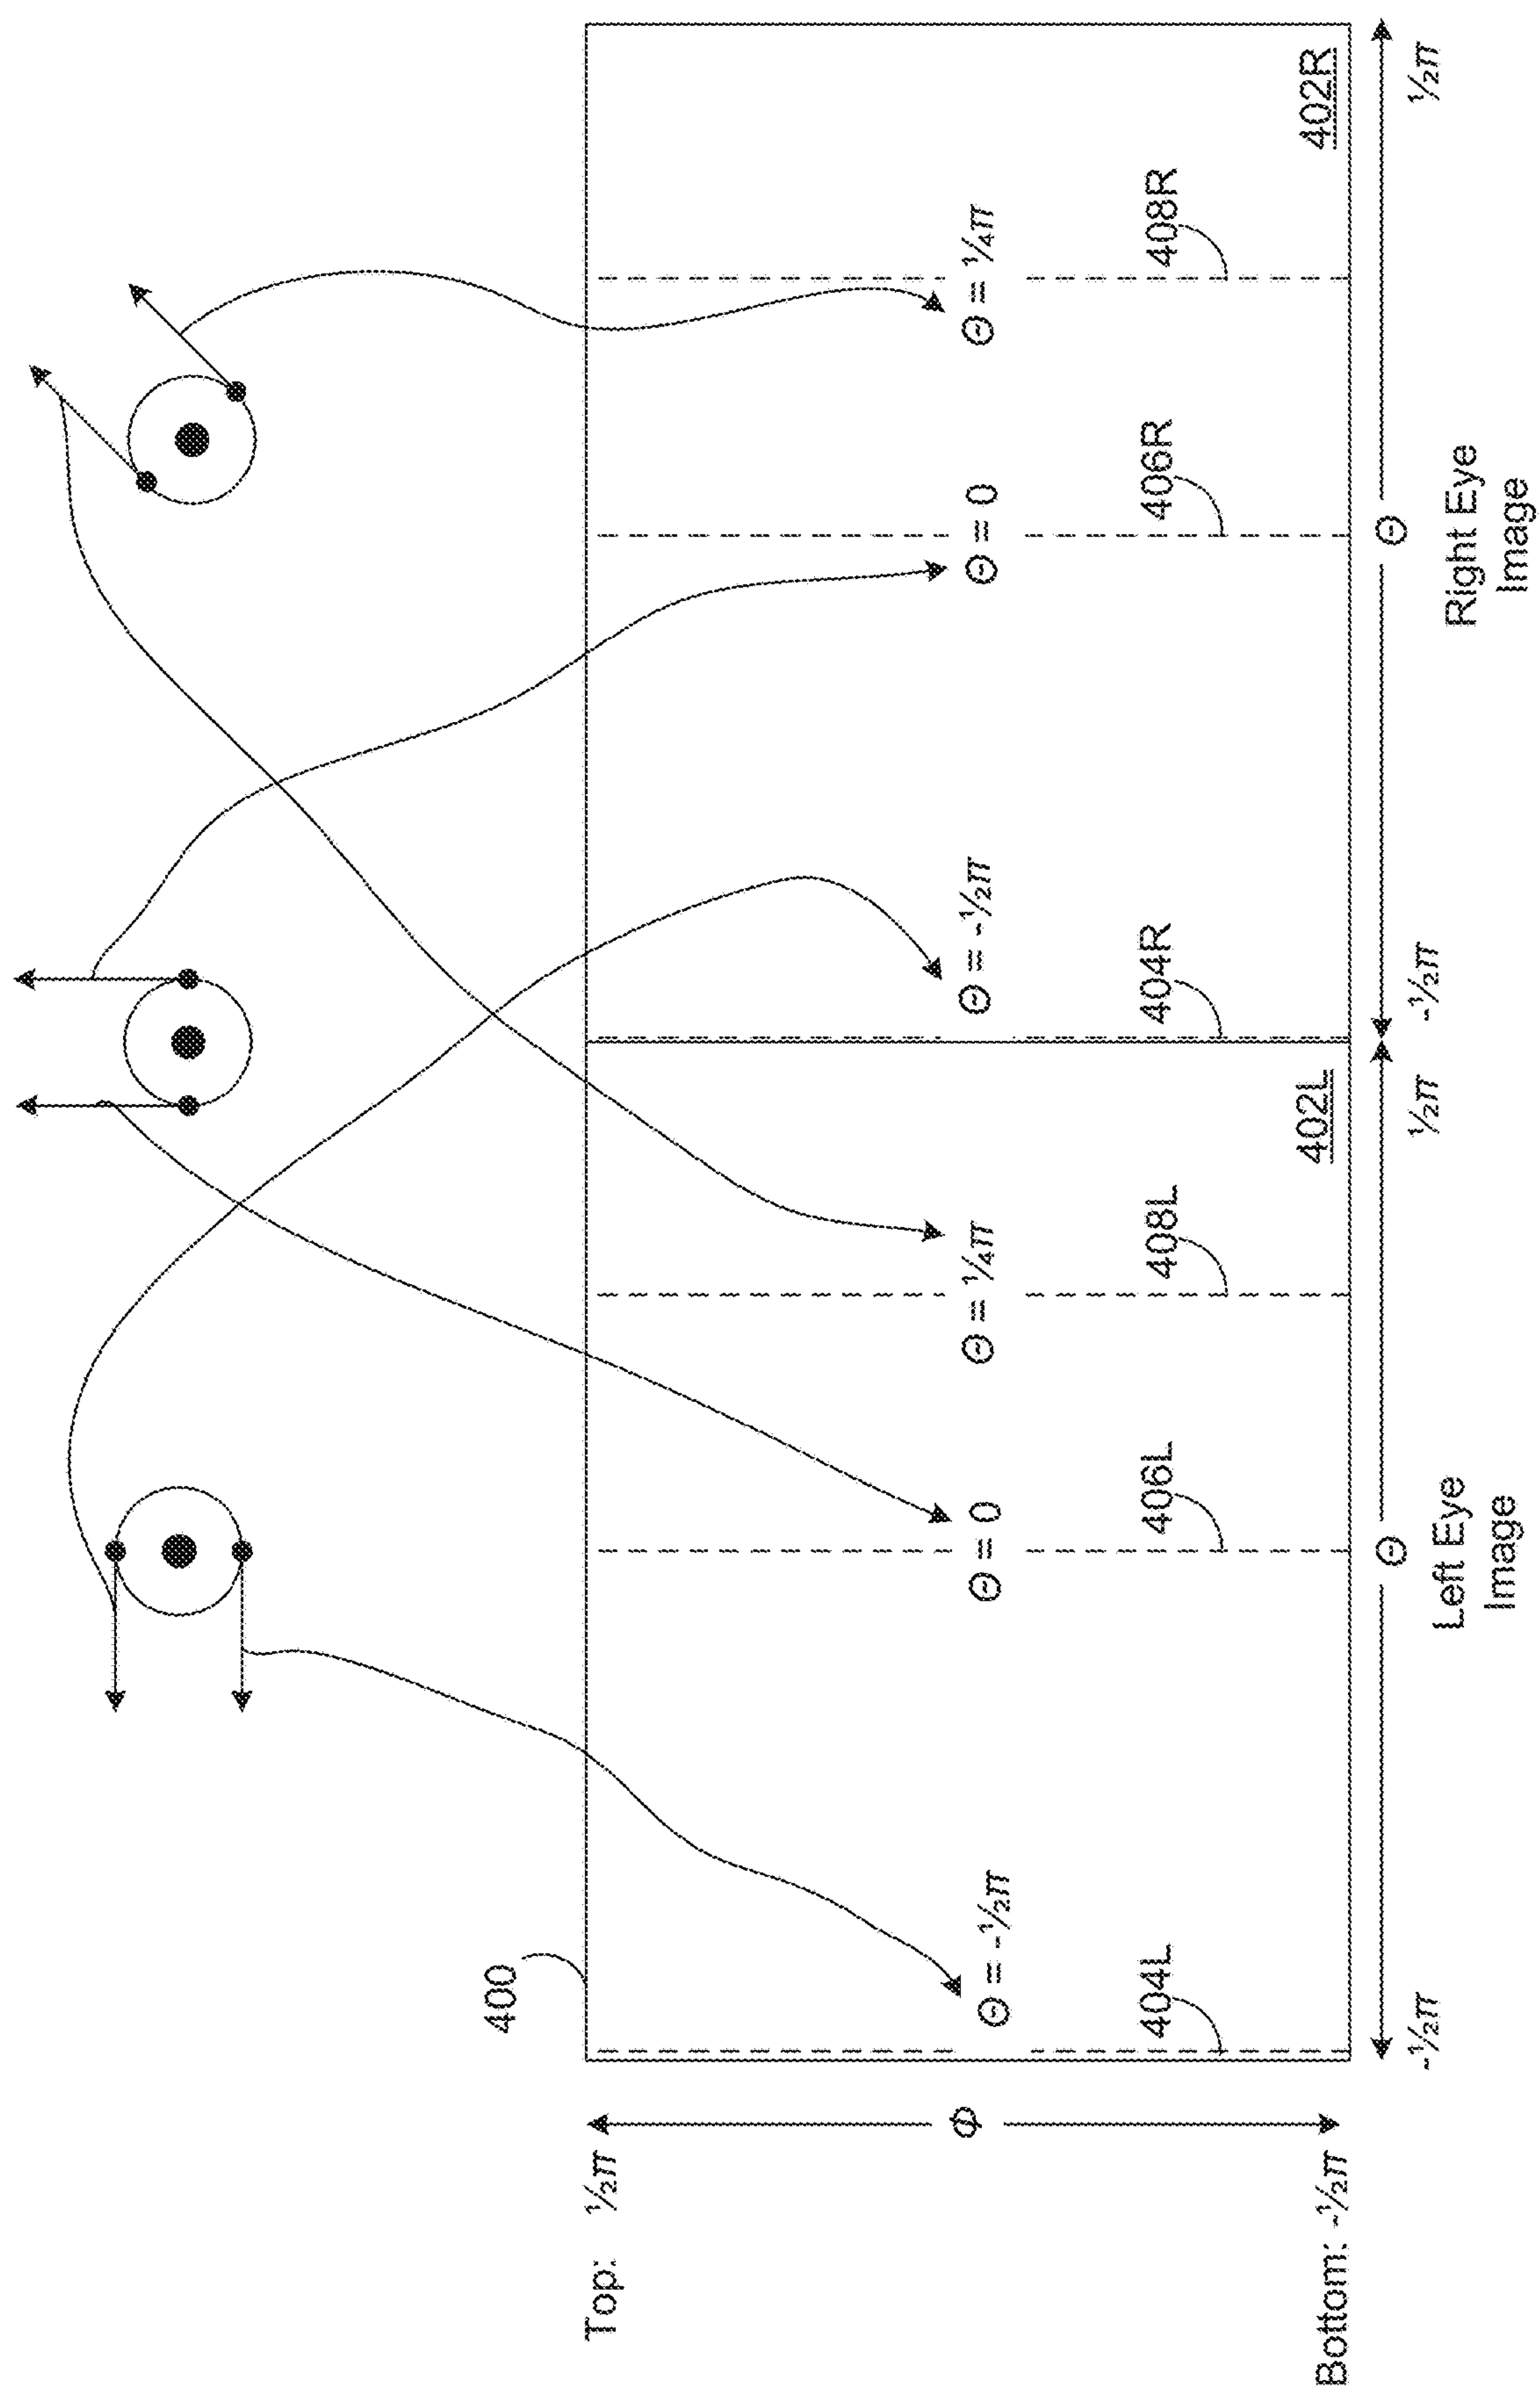 400
Θ = -½π
Θ = 0
Θ = ¼π
Θ = -½π
Θ = 0
Θ = ¼π
404L
406L
408L
404R
406R
408R
402L
402R
Top: ½π
Φ
Bottom: -½π
-½π
Θ
½π
-½π
Θ
½π
Left Eye
Image
Right Eye
Image